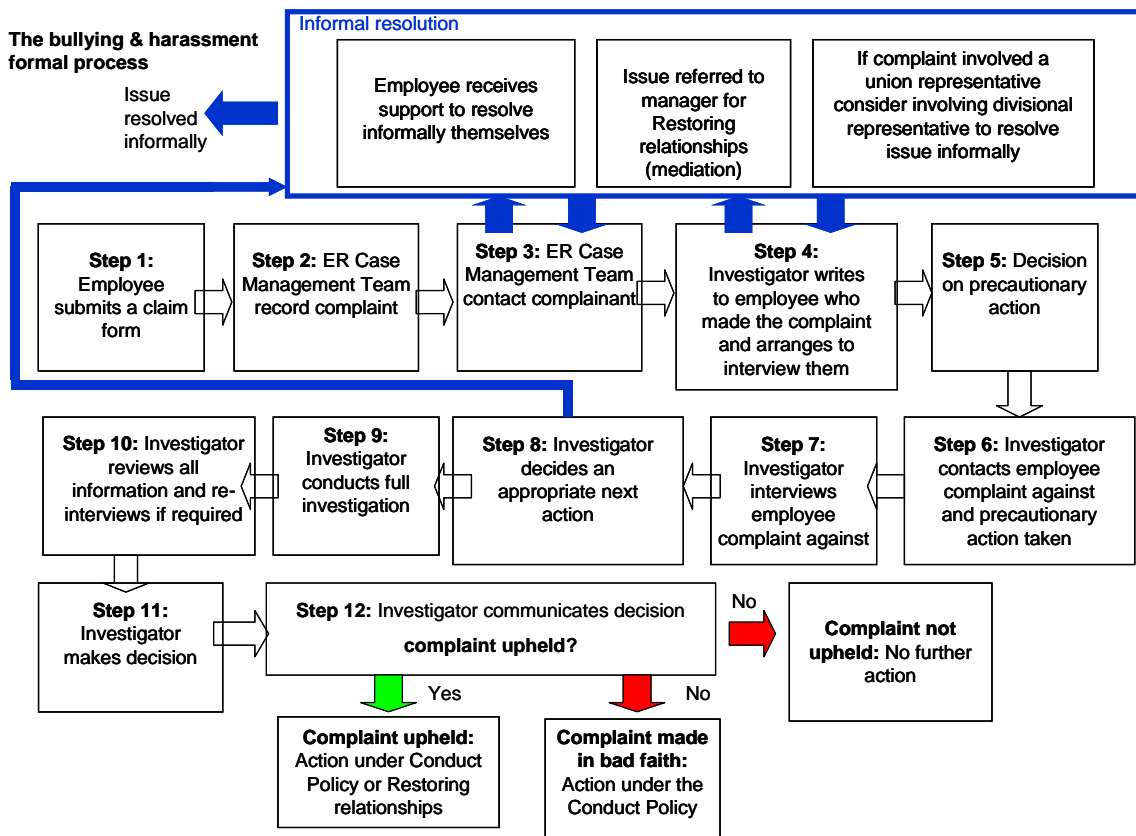 Informal resolution
The bullying & harassment
formal process
Issue
resolved
informally
Employee receives
support to resolve
informally themselves
Issue referred to
manager for
Restoring
relationships
(mediation)
If complaint involved a
union representative
consider involving divisional
representative to resolve
issue informally
Step 1:
Employee
submits a claim
form
Step 2: ER Case
Management Team
record complaint
Step 3: ER Case
Management Team
contact complainant
Step 4:
Investigator writes
to employee who
made the complaint
and arranges to
interview them
Step 5: Decision
on precautionary
action
Step 6: Investigator
contacts employee
complaint against
and precautionary
action taken
Step 7:
Investigator
interviews
employee
complaint against
Step 8: Investigator
decides an
appropriate next
action
Step 9:
Investigator
conducts full
investigation
Step 10: Investigator
reviews all
information and re-
interviews if required
Step 11:
Investigator
makes decision
Step 12: Investigator communicates decision
complaint upheld?
No
Complaint not
upheld: No further
action
Yes
No
Complaint upheld:
Action under Conduct
Policy or Restoring
relationships
Complaint made
in bad faith:
Action under the
Conduct Policy